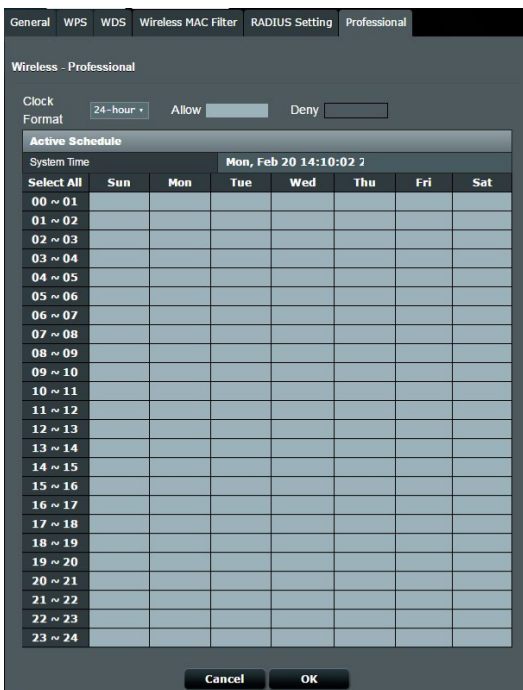 General WPS WDS Wireless MAC Filter RADIUS Setting Professional
Wireless - Professional
Clock Format 24-hour Allow Deny
Active Schedule
System Time Mon, Feb 20 14:10:02 2
Select All Sun Mon Tue Wed Thu Fri Sat
00 ~ 01
01 ~ 02
02 ~ 03
03 ~ 04
04 ~ 05
05 ~ 06
06 ~ 07
07 ~ 08
08 ~ 09
09 ~ 10
10 ~ 11
11 ~ 12
12 ~ 13
13 ~ 14
14 ~ 15
15 ~ 16
16 ~ 17
17 ~ 18
18 ~ 19
19 ~ 20
20 ~ 21
21 ~ 22
22 ~ 23
23 ~ 24
Cancel OK